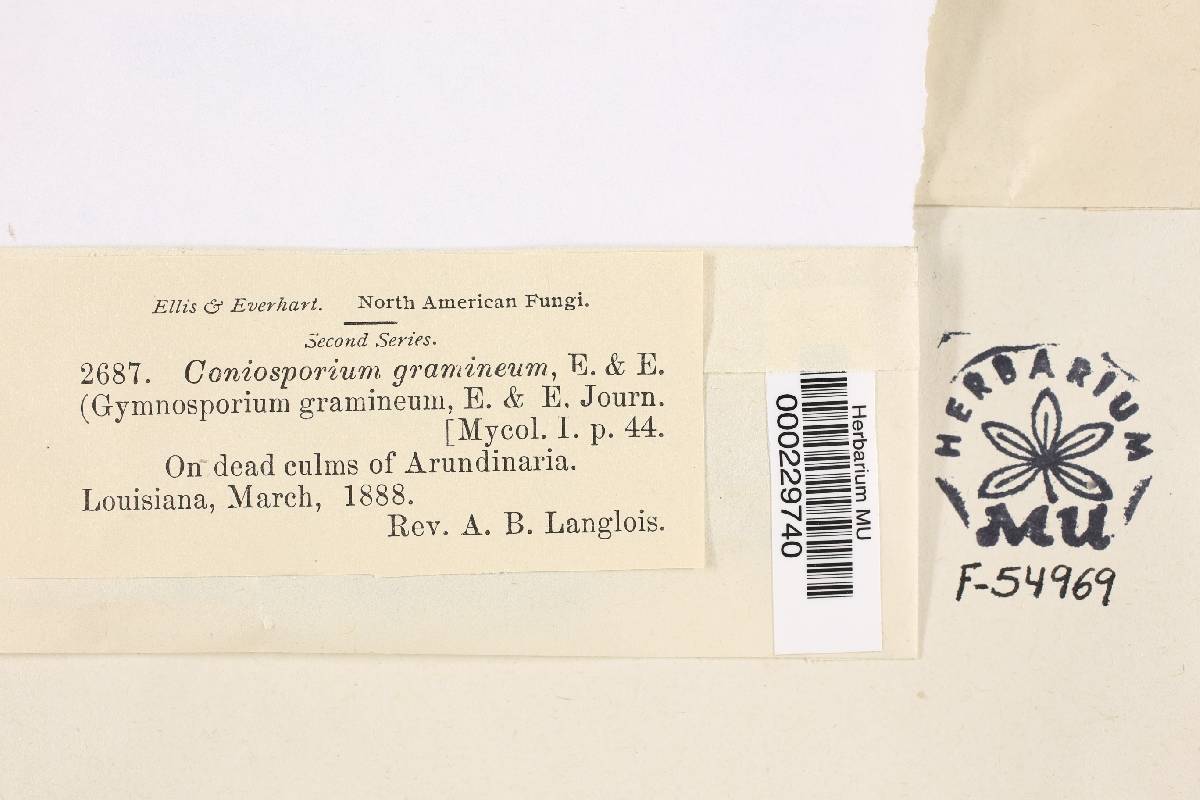 Ellis & Everhart. North American Fungi.
Second Series.
2687. Coniosporium gramineum, E. & E.
(Gymnosporium gramineum, E. & E. Journ.
[Mycol. 1. p. 44.
On dead culms of Arundinaria.
Louisiana, March, 1888.
Rev. A. B. Langlois.
000229740
Herbarium MU
HERBARIUM
MU
F-54969